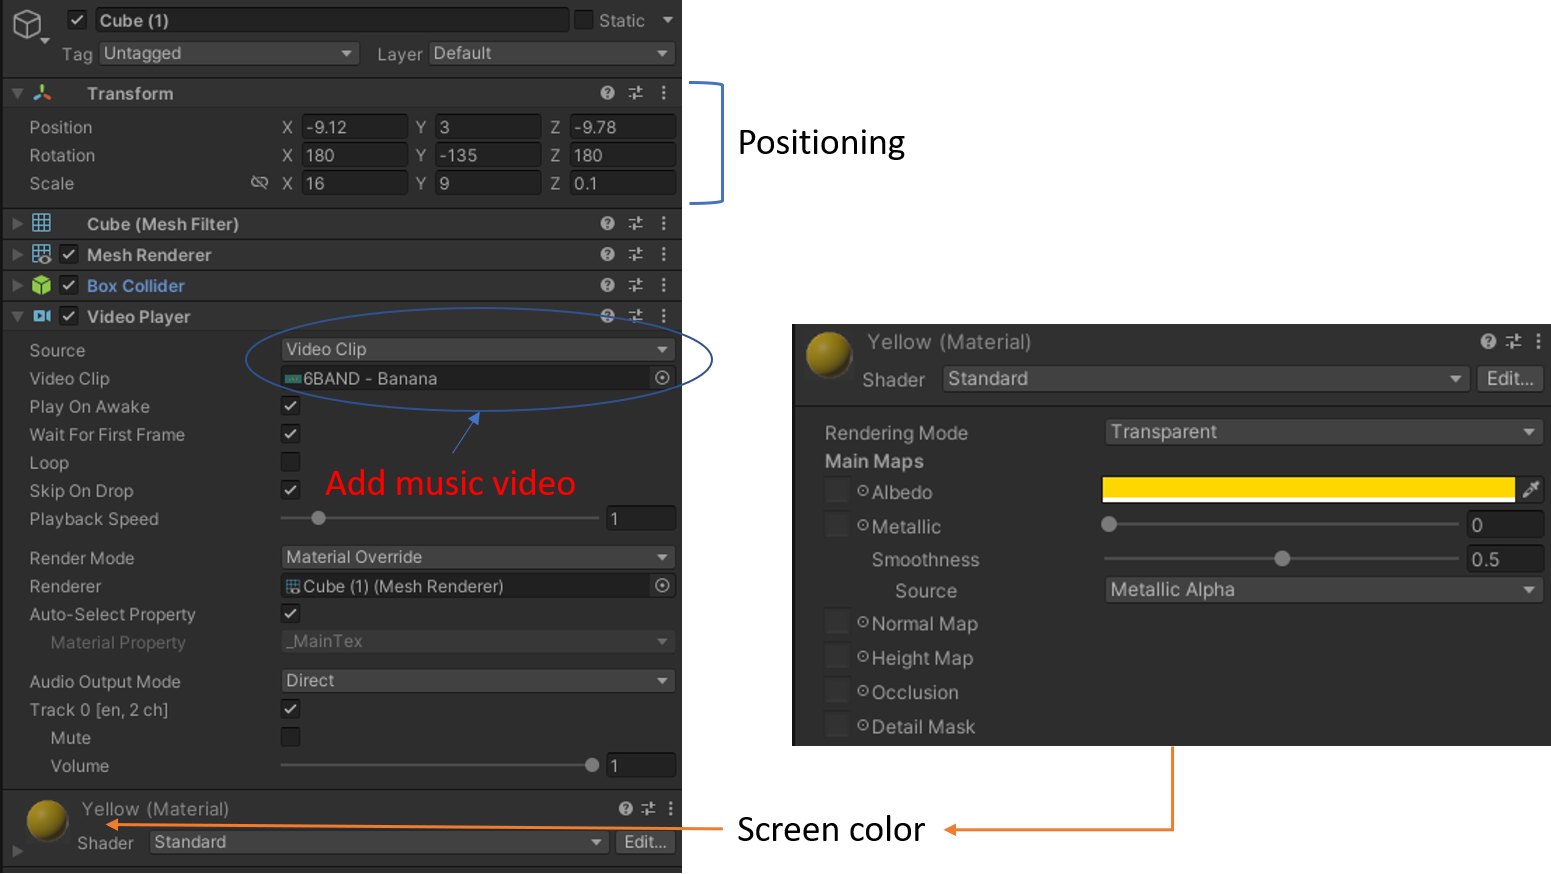 Cube (1)
Static
Tag Untagged Layer Default
Transform
Position X -9.12 Y 3 Z -9.78
Rotation X 180 Y -135 Z 180
Scale X 16 Y 9 Z 0.1
Positioning
Cube (Mesh Filter)
Mesh Renderer
Box Collider
Video Player
Source Video Clip
Video Clip 6BAND - Banana
Play On Awake
Wait For First Frame
Loop
Skip On Drop
Add music video
Playback Speed 1
Render Mode Material Override
Renderer Cube (1) (Mesh Renderer)
Auto-Select Property
Material Property _MainTex
Audio Output Mode Direct
Track 0 [en, 2 ch]
Mute
Volume 1
Yellow (Material)
Shader Standard Edit...
Yellow (Material)
Shader Standard Edit...
Rendering Mode Transparent
Main Maps
Albedo
Metallic 0
Smoothness 0.5
Source Metallic Alpha
Normal Map
Height Map
Occlusion
Detail Mask
Screen color